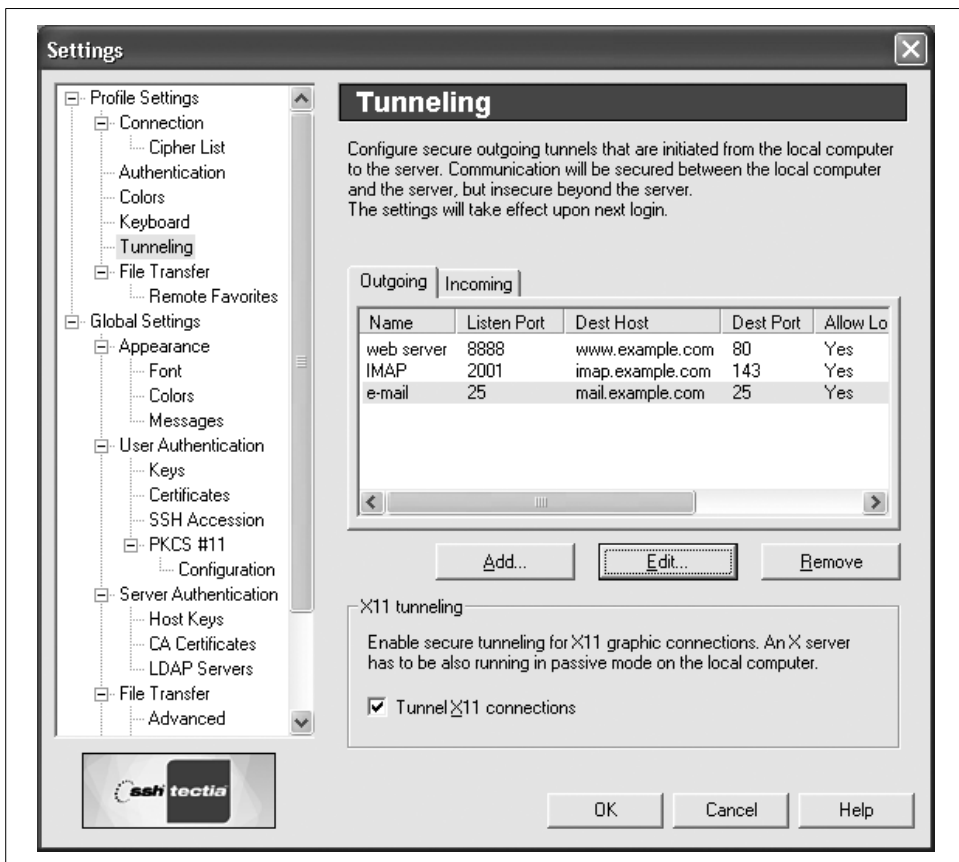 Settings
Profile Settings
Connection
Cipher List
Authentication
Colors
Keyboard
Tunneling
File Transfer
Remote Favorites
Global Settings
Appearance
Font
Colors
Messages
User Authentication
Keys
Certificates
SSH Accession
PKCS #11
Configuration
Server Authentication
Host Keys
CA Certificates
LDAP Servers
File Transfer
Advanced
ssh tectia
Tunneling
Configure secure outgoing tunnels that are initiated from the local computer
to the server. Communication will be secured between the local computer
and the server, but insecure beyond the server.
The settings will take effect upon next login.
Outgoing Incoming
Name Listen Port Dest Host Dest Port Allow Lo
web server 8888 www.example.com 80 Yes
IMAP 2001 imap.example.com 143 Yes
e-mail 25 mail.example.com 25 Yes
Add... Edit... Remove
X11 tunneling
Enable secure tunneling for X11 graphic connections. An X server
has to be also running in passive mode on the local computer.
Tunnel X11 connections
OK Cancel Help